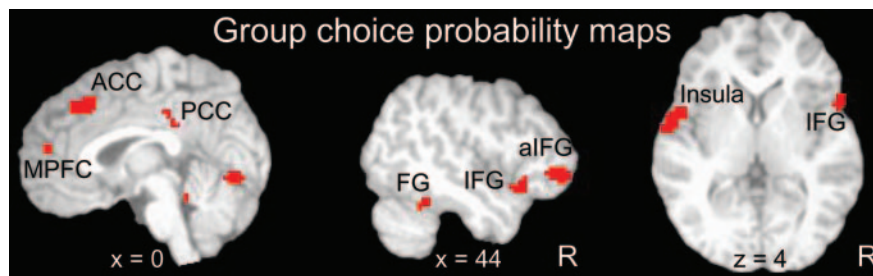 Group choice probability maps
ACC
PCC
MPFC
x = 0
aIFG
FG
IFG
x = 44
R
Insula
IFG
z = 4
R